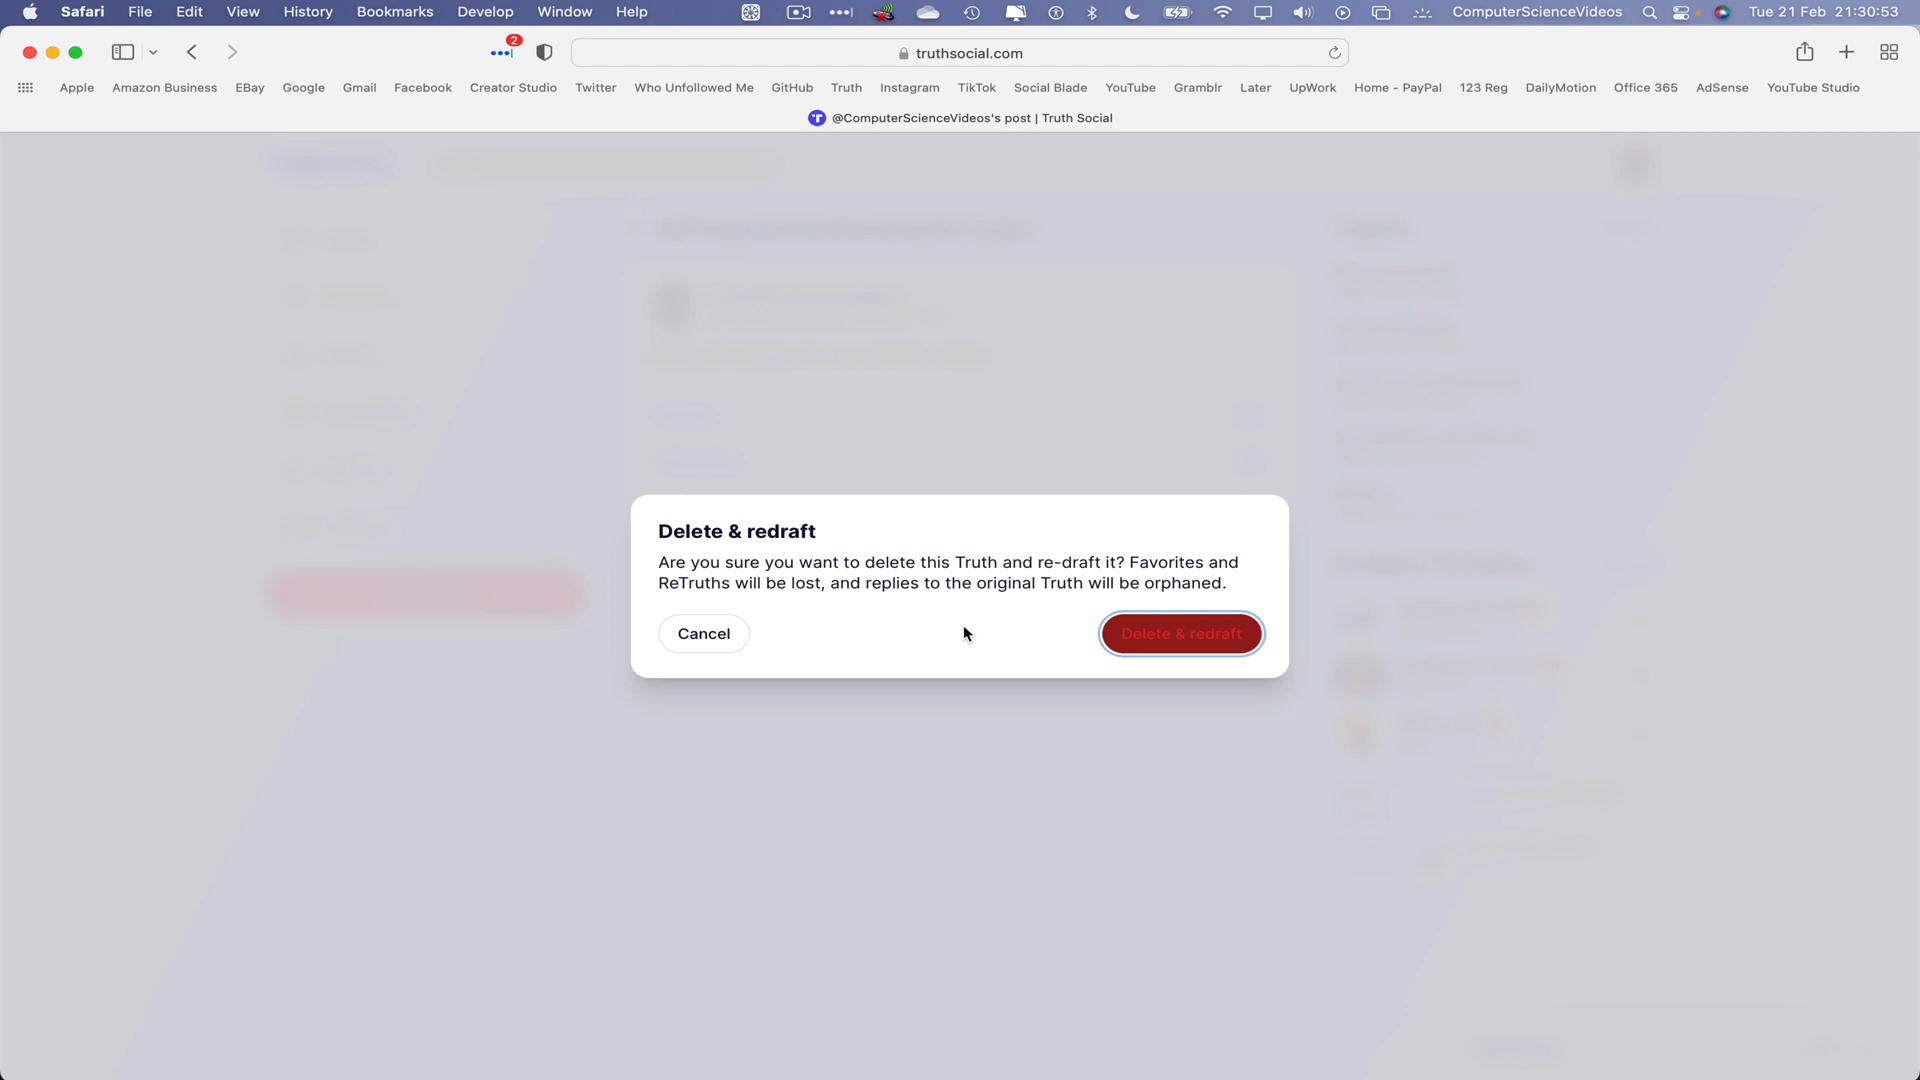 Safari File Edit View History Bookmarks Develop Window Help ComputerScienceVideos Tue 21 Feb 21:30:53
2
truthsocial.com
Apple Amazon Business EBay Google Gmail Facebook Creator Studio Twitter Who Unfollowed Me GitHub Truth Instagram TikTok Social Blade YouTube Gramblr Later UpWork Home - PayPal 123 Reg DailyMotion Office 365 AdSense YouTube Studio
@ComputerScienceVideos's post | Truth Social
Delete & redraft
Are you sure you want to delete this Truth and re-draft it? Favorites and
ReTruths will be lost, and replies to the original Truth will be orphaned.
Cancel Delete & redraft